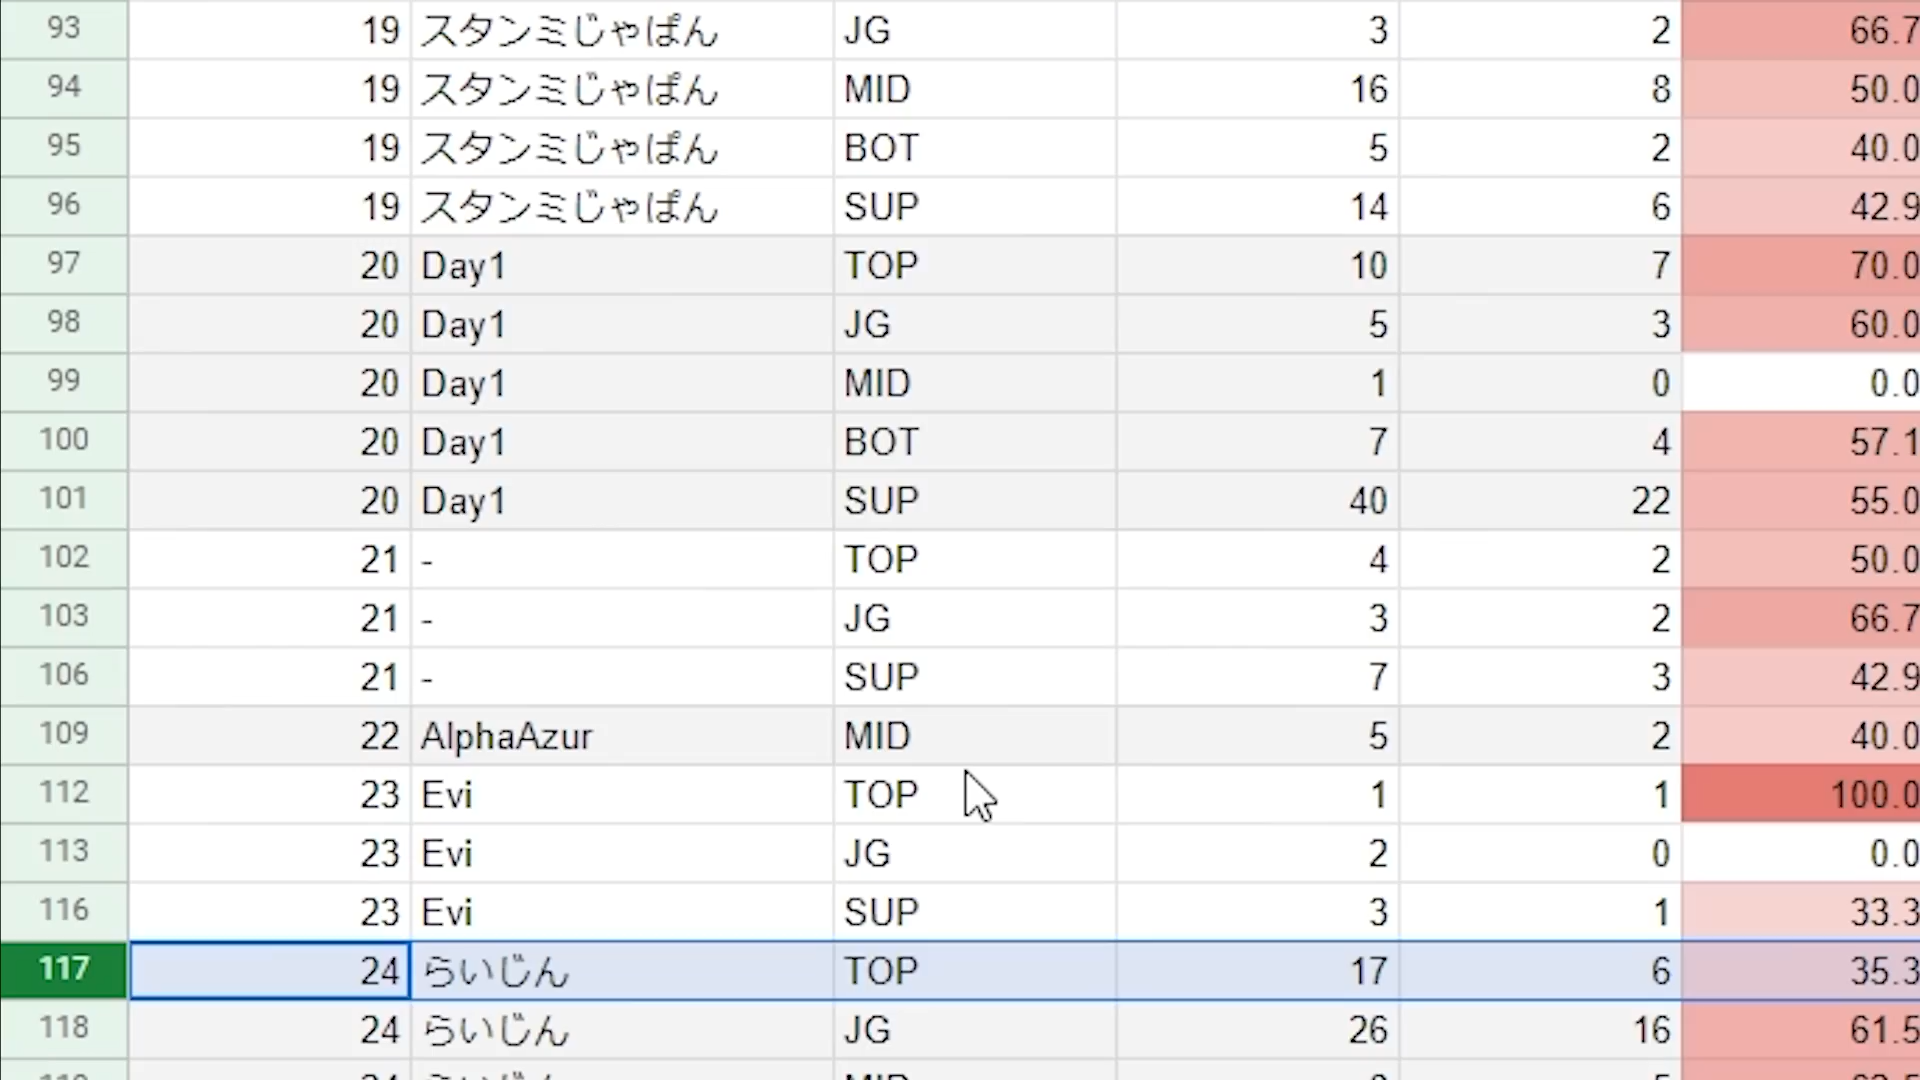 93 19 スタンミじゃぱん JG 3 2 66.7
94 19 スタンミじゃぱん MID 16 8 50.0
95 19 スタンミじゃぱん BOT 5 2 40.0
96 19 スタンミじゃぱん SUP 14 6 42.9
97 20 Day1 TOP 10 7 70.0
98 20 Day1 JG 5 3 60.0
99 20 Day1 MID 1 0 0.0
100 20 Day1 BOT 7 4 57.1
101 20 Day1 SUP 40 22 55.0
102 21 - TOP 4 2 50.0
103 21 - JG 3 2 66.7
106 21 - SUP 7 3 42.9
109 22 AlphaAzur MID 5 2 40.0
112 23 Evi TOP 1 1 100.0
113 23 Evi JG 2 0 0.0
116 23 Evi SUP 3 1 33.3
117 24 らいじん TOP 17 6 35.3
118 24 らいじん JG 26 16 61.5